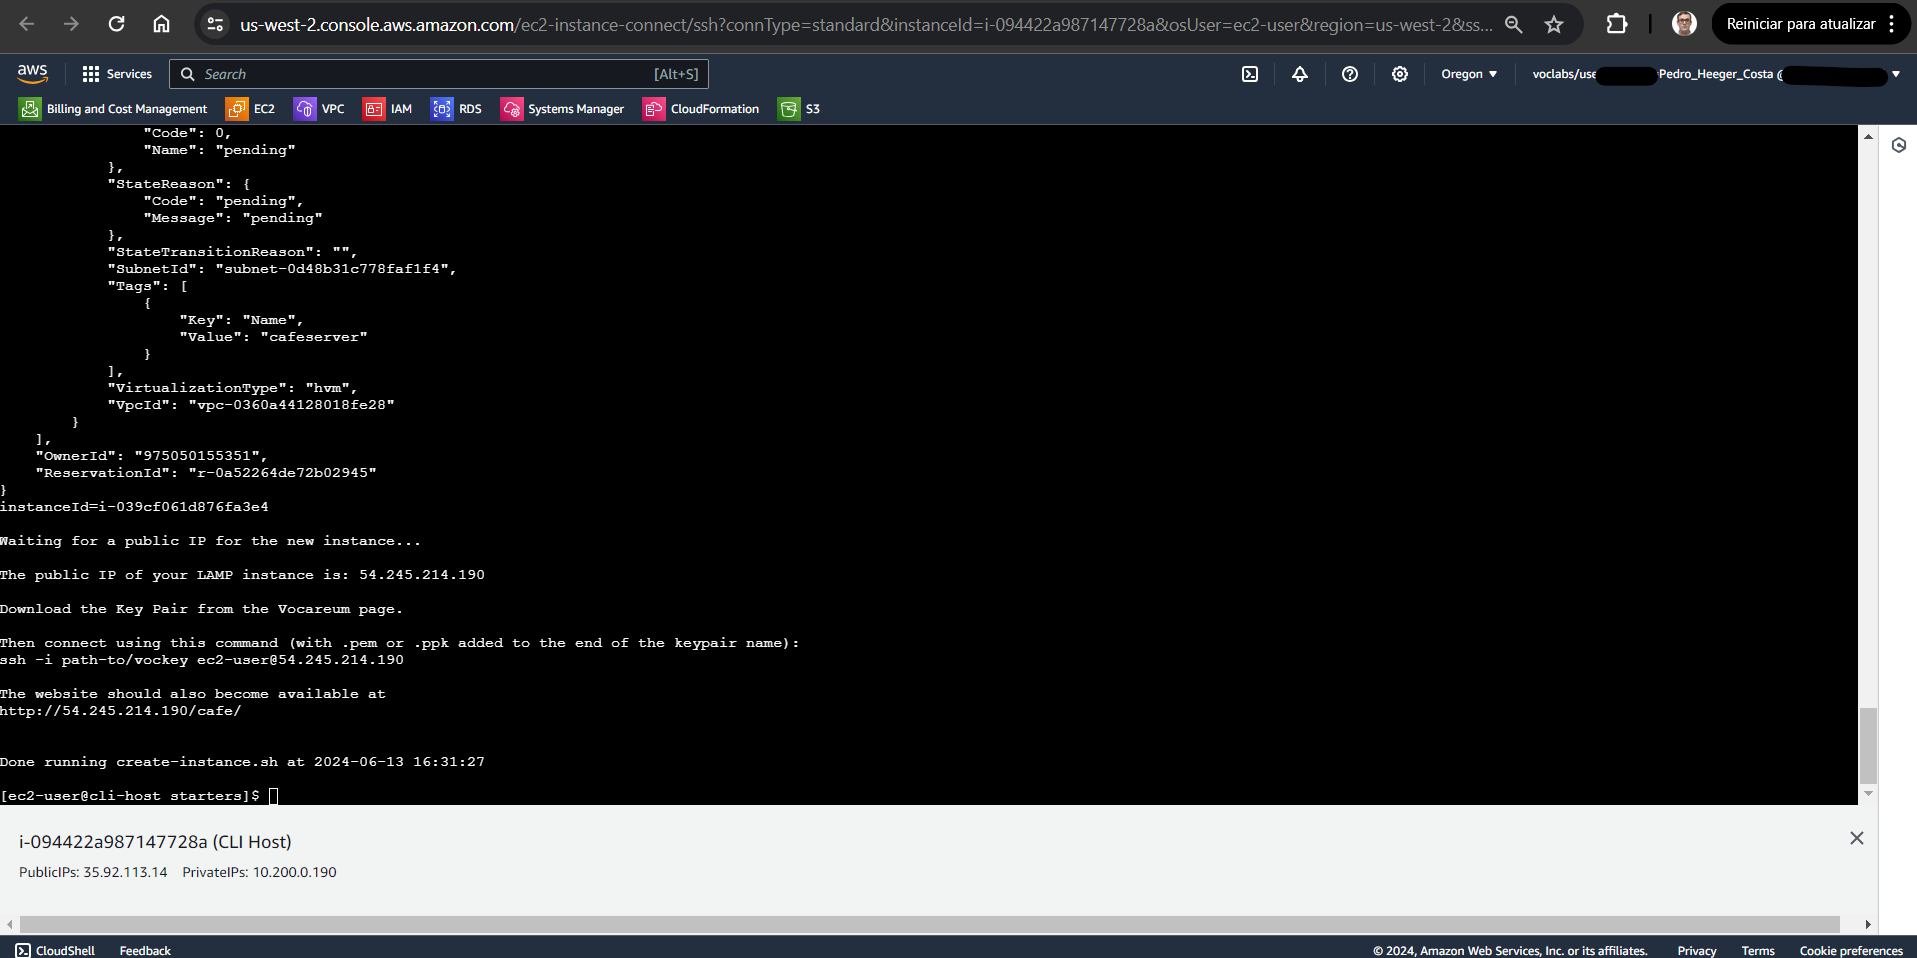 us-west-2.console.aws.amazon.com/ec2-instance-connect/ssh?connType=standard&instanceId=i-094422a987147728a&osUser=ec2-user&region=us-west-2&ss...
Reiniciar para atualizar
aws
Services
Search
[Alt+S]
Oregon
voclabs/use
Pedro_Heeger_Costa
Billing and Cost Management
EC2
VPC
IAM
RDS
Systems Manager
CloudFormation
S3
"Code": 0,
"Name": "pending"
},
"StateReason": {
"Code": "pending",
"Message": "pending"
},
"StateTransitionReason": "",
"SubnetId": "subnet-0d48b31c778faf1f4",
"Tags": [
{
"Key": "Name",
"Value": "cafeserver"
}
],
"VirtualizationType": "hvm",
"VpcId": "vpc-0360a44128018fe28"
}
],
"OwnerId": "975050155351",
"ReservationId": "r-0a52264de72b02945"
}
instanceId=i-039cf061d876fa3e4
Waiting for a public IP for the new instance...
The public IP of your LAMP instance is: 54.245.214.190
Download the Key Pair from the Vocareum page.
Then connect using this command (with .pem or .ppk added to the end of the keypair name):
ssh -i path-to/vockey ec2-user@54.245.214.190
The website should also become available at
http://54.245.214.190/cafe/
Done running create-instance.sh at 2024-06-13 16:31:27
[ec2-user@cli-host starters]$
i-094422a987147728a (CLI Host)
PublicIPs: 35.92.113.14    PrivateIPs: 10.200.0.190
CloudShell
Feedback
© 2024, Amazon Web Services, Inc. or its affiliates.
Privacy
Terms
Cookie preferences